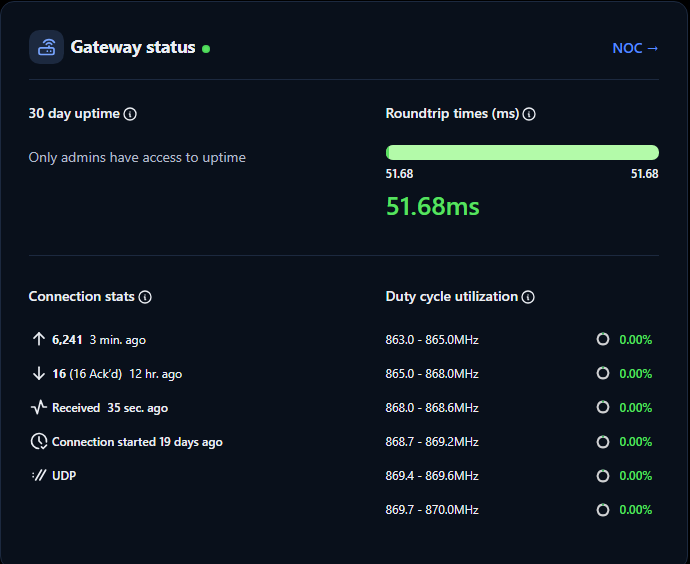 Gateway status
NOC →
30 day uptime
Only admins have access to uptime
Roundtrip times (ms)
51.68 51.68
51.68ms
Connection stats
6,241 3 min. ago
16 (16 Ack'd) 12 hr. ago
Received 35 sec. ago
Connection started 19 days ago
UDP
Duty cycle utilization
863.0 - 865.0MHz 0.00%
865.0 - 868.0MHz 0.00%
868.0 - 868.6MHz 0.00%
868.7 - 869.2MHz 0.00%
869.4 - 869.6MHz 0.00%
869.7 - 870.0MHz 0.00%